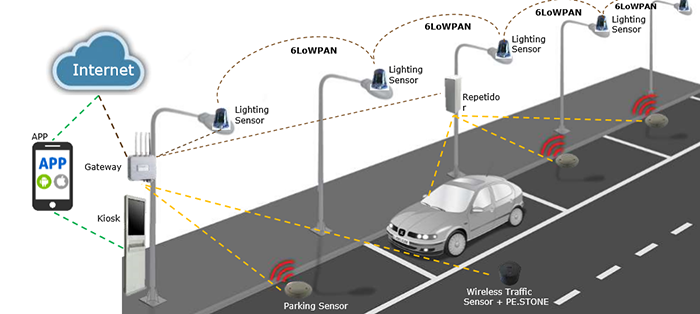 6LoWPAN
6LoWPAN
6LoWPAN
6LoWPAN
Lighting
Sensor
Lighting
Sensor
Lighting
Sensor
Lighting
Sensor
Lighting
Sensor
Internet
Repetido
r
APP
APP
Gateway
Kiosk
Parking Sensor
Wireless Traffic
Sensor + PE.STONE